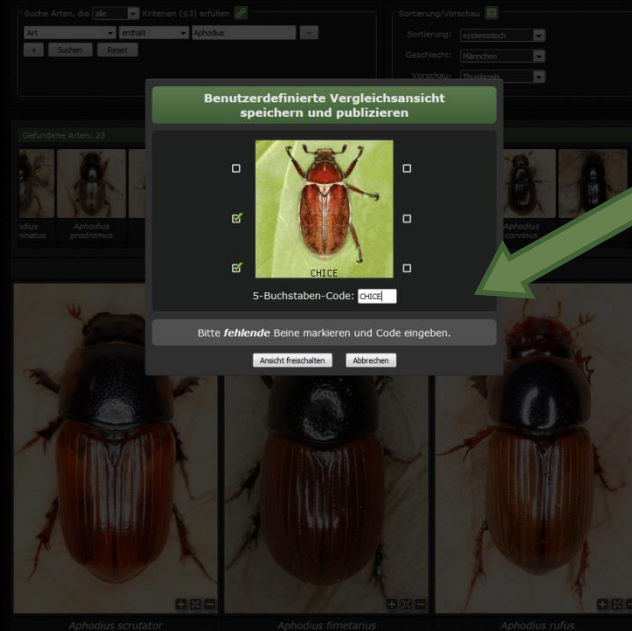 Suche Arten, die alle Kriterien (≤3) erfüllen
Art enthält Aphodius –
+ Suchen Reset
Sortierung/Vorschau
Sortierung: systematisch
Geschlecht: Männchen
Vorschau: Thumbnails
Gefundene Arten: 23
Aphodius
prodromus
Aphodius
corvinus
Benutzerdefinierte Vergleichsansicht
speichern und publizieren
CHICE
5-Buchstaben-Code: CHICE
Bitte fehlende Beine markieren und Code eingeben.
Ansicht freischalten Abbrechen
Aphodius scrutator Aphodius fimetarius Aphodius rufus